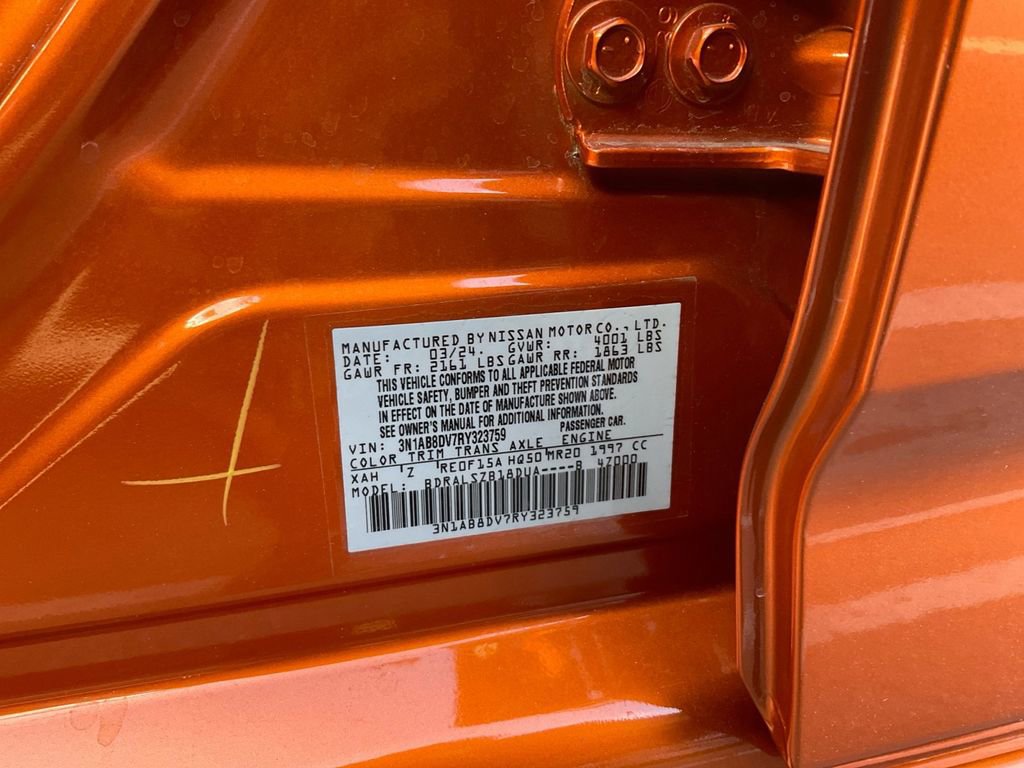 MANUFACTURED BY NISSAN MOTOR CO., LTD.
DATE: 03/24. GVWR: 4001 LBS
GAWR FR: 2161 LBS GAWR RR: 1863 LBS
THIS VEHICLE CONFORMS TO ALL APPLICABLE FEDERAL MOTOR
VEHICLE SAFETY, BUMPER AND THEFT PREVENTION STANDARDS
IN EFFECT ON THE DATE OF MANUFACTURE SHOWN ABOVE.
SEE OWNER'S MANUAL FOR ADDITIONAL INFORMATION.
VIN: 3N1AB8DV7RY323759 PASSENGER CAR.
COLOR TRIM TRANS AXLE ENGINE
XAH Z RE0F15A HQ50 MR20 1997 CC
MODEL: BDRALSZB18DUA----B 4Z000
3N1AB8DV7RY323759